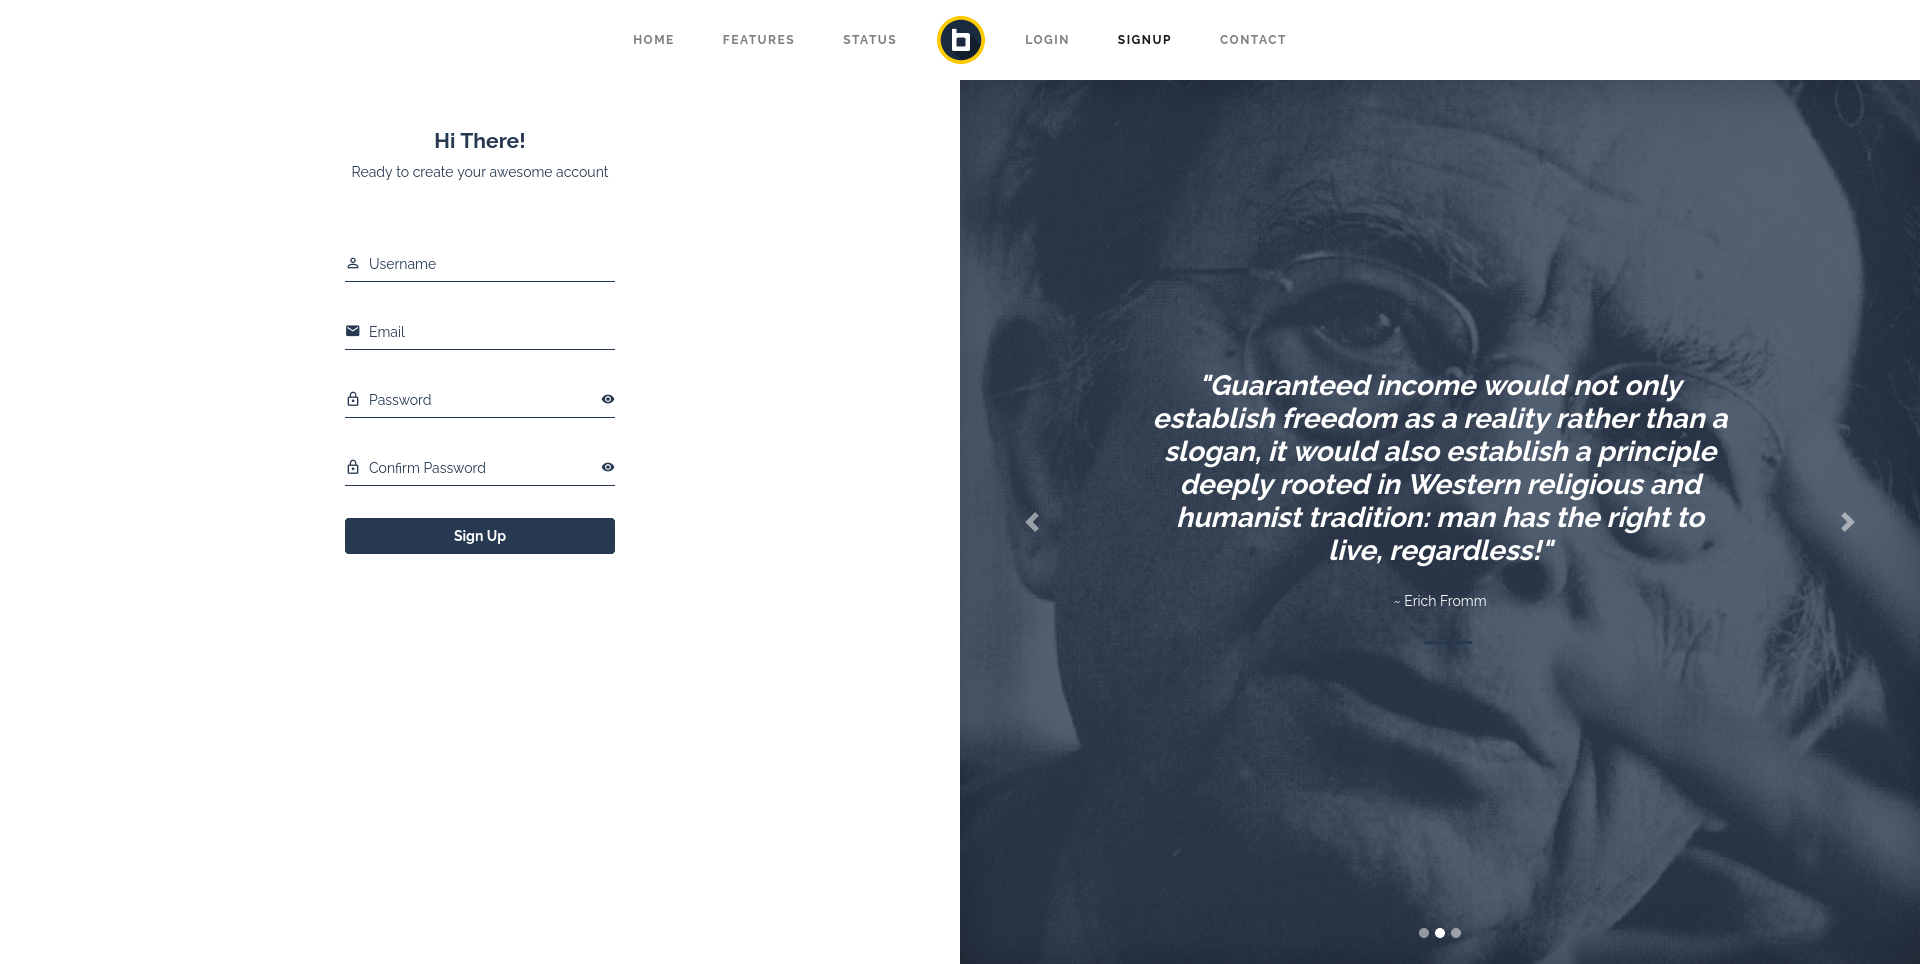 HOME FEATURES STATUS b LOGIN SIGNUP CONTACT
Hi There!
Ready to create your awesome account
Username
Email
Password
Confirm Password
Sign Up
"Guaranteed income would not only
establish freedom as a reality rather than a
slogan, it would also establish a principle
deeply rooted in Western religious and
humanist tradition: man has the right to
live, regardless!"
~ Erich Fromm